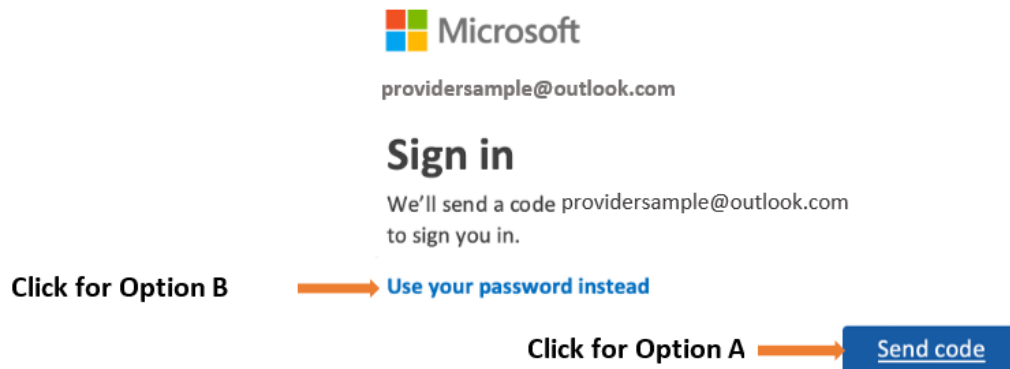 Microsoft
providersample@outlook.com
Sign in
We'll send a code providersample@outlook.com
to sign you in.
Click for Option B
Use your password instead
Click for Option A
Send code